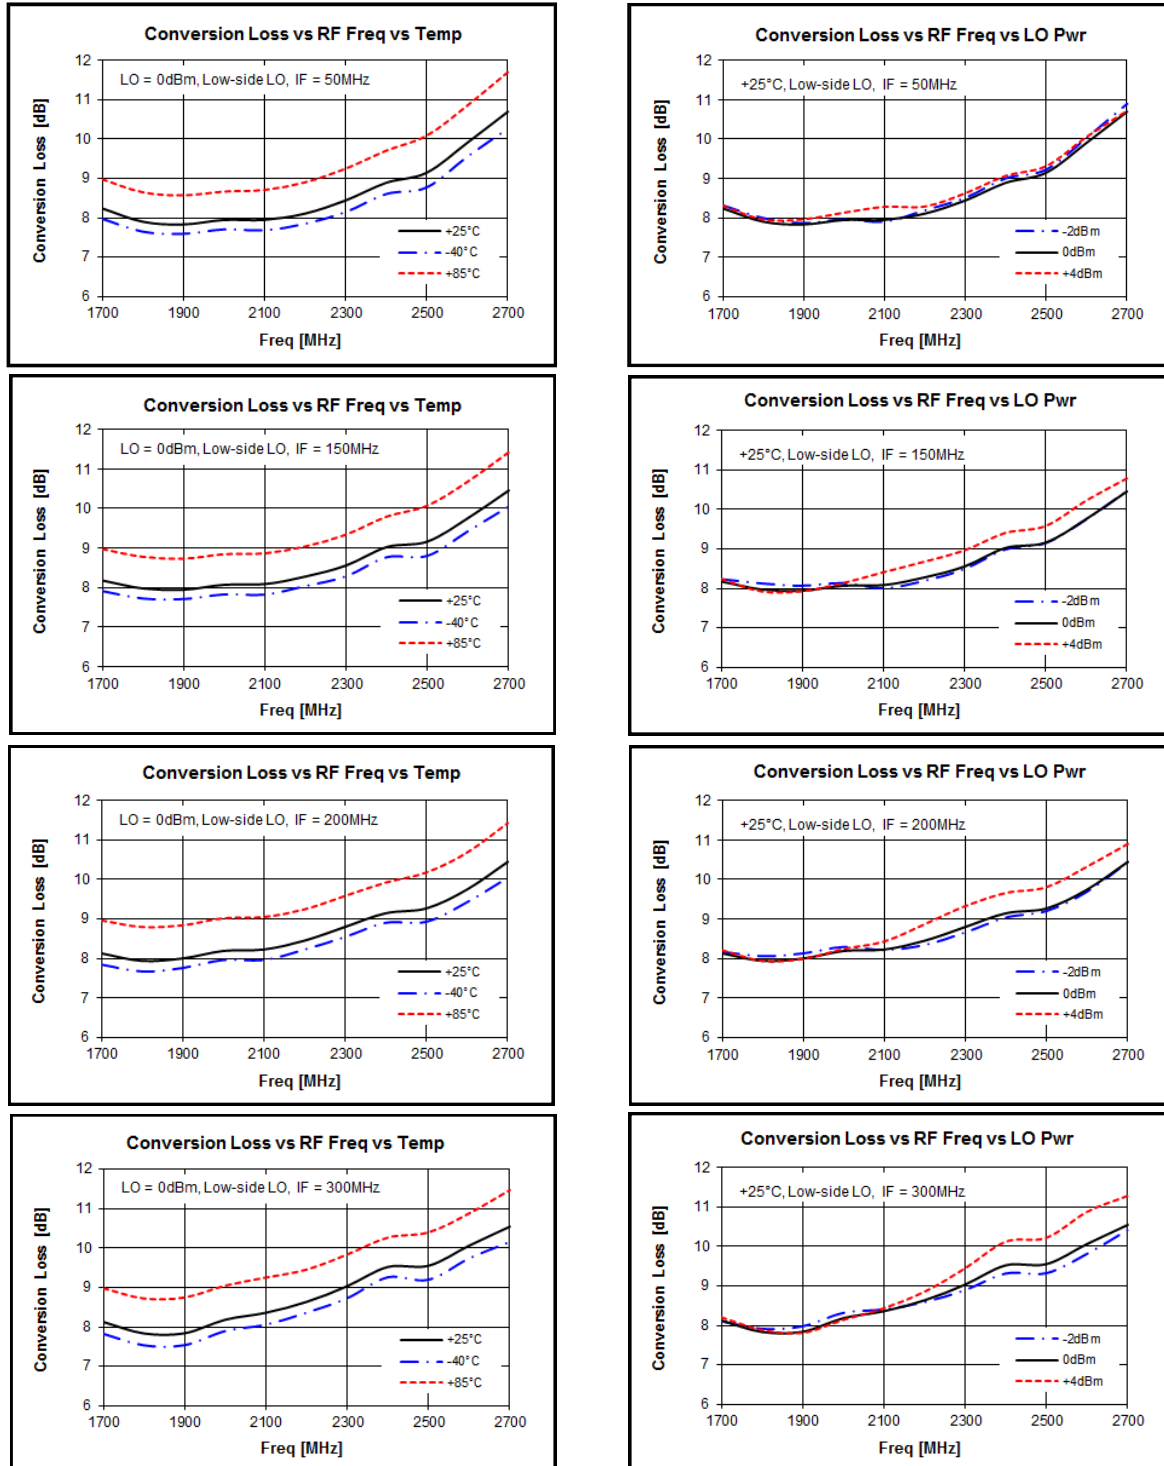 Conversion Loss vs RF Freq vs Temp
LO = 0dBm, Low-side LO, IF = 50MHz
Conversion Loss [dB]
12
11
10
9
8
7
6
+25°C
-40°C
+85°C
1700 1900 2100 2300 2500 2700
Freq [MHz]
Conversion Loss vs RF Freq vs LO Pwr
+25°C, Low-side LO, IF = 50MHz
Conversion Loss [dB]
12
11
10
9
8
7
6
-2dBm
0dBm
+4dBm
1700 1900 2100 2300 2500 2700
Freq [MHz]
Conversion Loss vs RF Freq vs Temp
LO = 0dBm, Low-side LO, IF = 150MHz
Conversion Loss [dB]
12
11
10
9
8
7
6
+25°C
-40°C
+85°C
1700 1900 2100 2300 2500 2700
Freq [MHz]
Conversion Loss vs RF Freq vs LO Pwr
+25°C, Low-side LO, IF = 150MHz
Conversion Loss [dB]
12
11
10
9
8
7
6
-2dBm
0dBm
+4dBm
1700 1900 2100 2300 2500 2700
Freq [MHz]
Conversion Loss vs RF Freq vs Temp
LO = 0dBm, Low-side LO, IF = 200MHz
Conversion Loss [dB]
12
11
10
9
8
7
6
+25°C
-40°C
+85°C
1700 1900 2100 2300 2500 2700
Freq [MHz]
Conversion Loss vs RF Freq vs LO Pwr
+25°C, Low-side LO, IF = 200MHz
Conversion Loss [dB]
12
11
10
9
8
7
6
-2dBm
0dBm
+4dBm
1700 1900 2100 2300 2500 2700
Freq [MHz]
Conversion Loss vs RF Freq vs Temp
LO = 0dBm, Low-side LO, IF = 300MHz
Conversion Loss [dB]
12
11
10
9
8
7
6
+25°C
-40°C
+85°C
1700 1900 2100 2300 2500 2700
Freq [MHz]
Conversion Loss vs RF Freq vs LO Pwr
+25°C, Low-side LO, IF = 300MHz
Conversion Loss [dB]
12
11
10
9
8
7
6
-2dBm
0dBm
+4dBm
1700 1900 2100 2300 2500 2700
Freq [MHz]